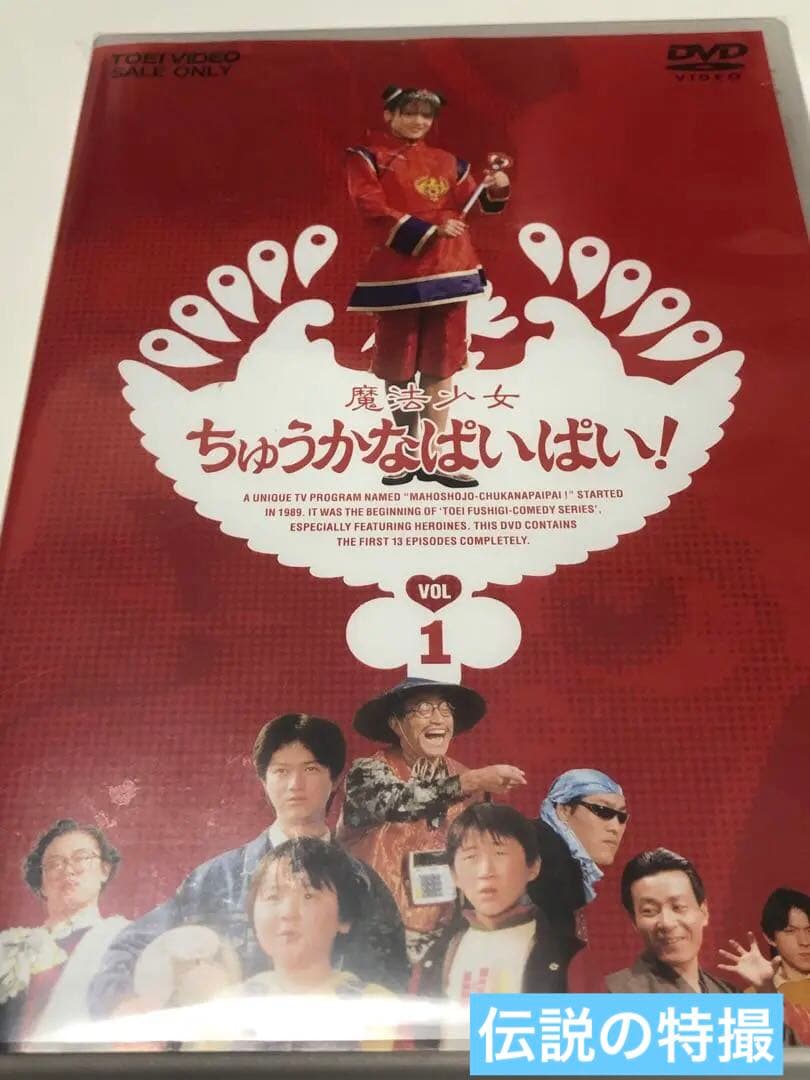 TOEI VIDEO
SALE ONLY
DVD
VIDEO
魔法少女
ちゅうかなぱいぱい!
A UNIQUE TV PROGRAM NAMED "MAHOSHOJO-CHUKANAPAIPAI!" STARTED
IN 1989. IT WAS THE BEGINNING OF 'TOEI FUSHIGI-COMEDY SERIES',
ESPECIALLY FEATURING HEROINES. THIS DVD CONTAINS
THE FIRST 13 EPISODES COMPLETELY.
VOL
1
伝説の特撮